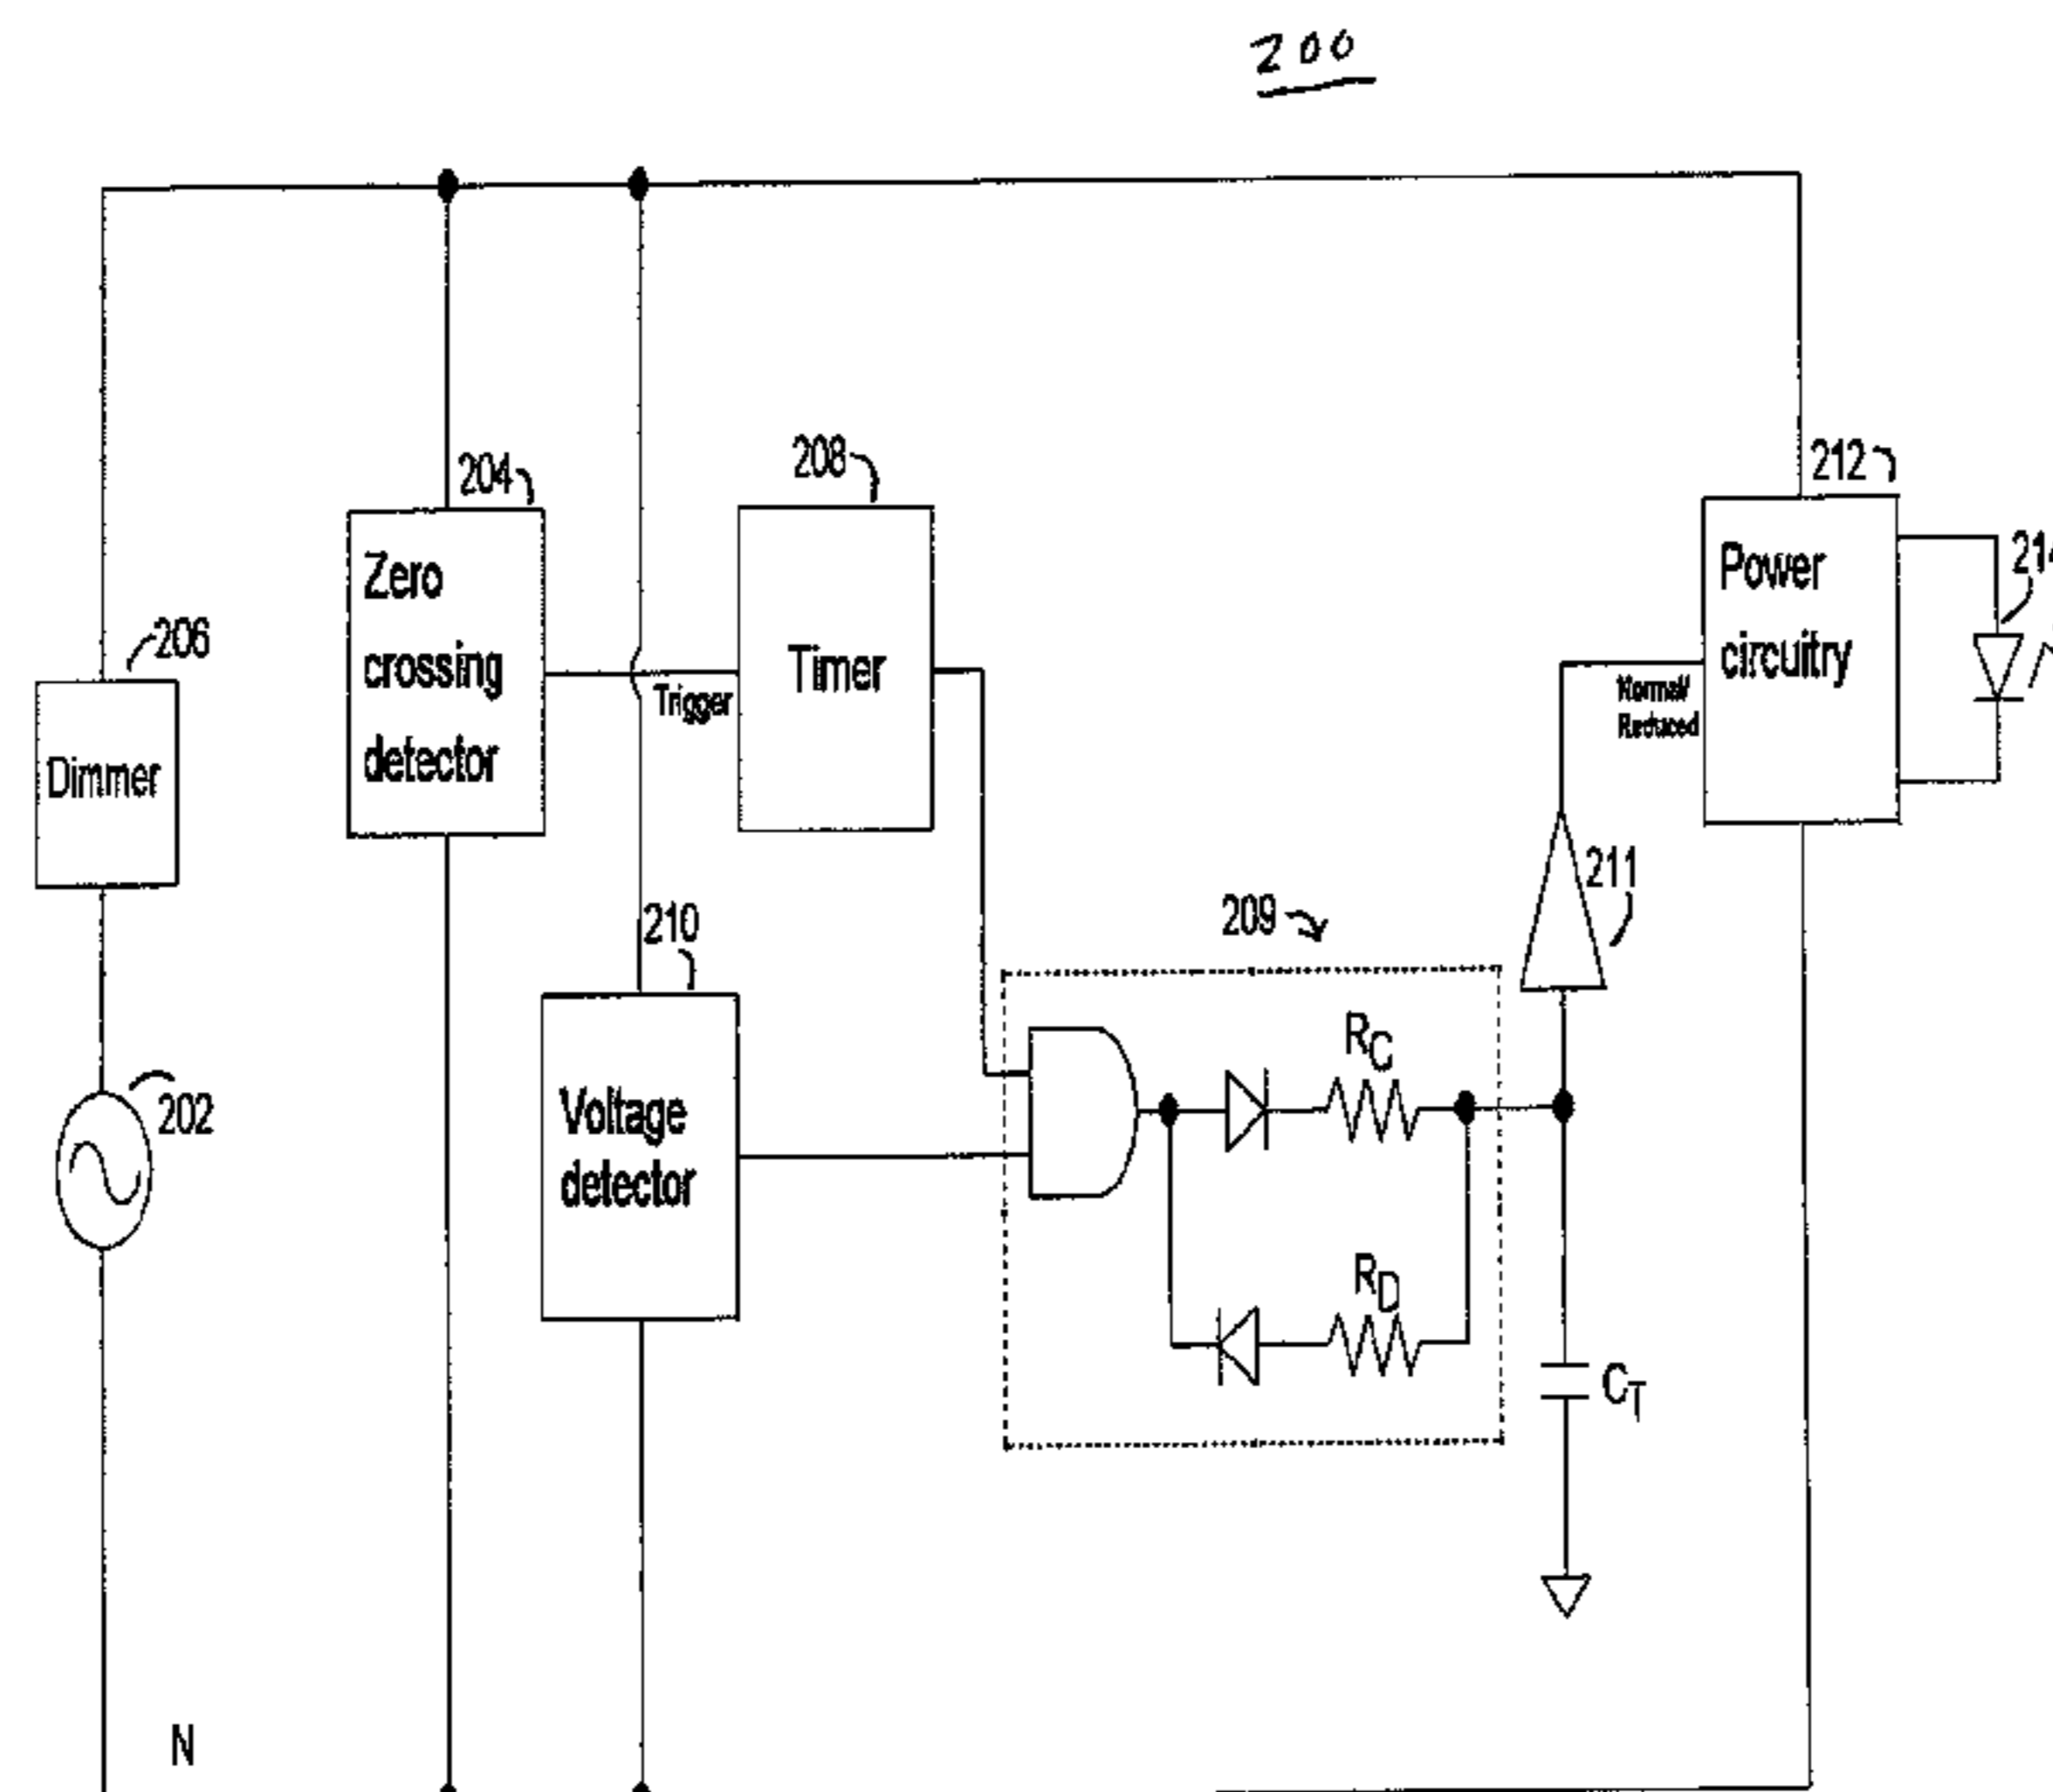 200
204
208
212
Zero
crossing
detector
Timer
Power
circuitry
206
Trigger
Normal/
Reduced
Dimmer
211
210
209
202
Voltage
detector
RC
RD
CT
N